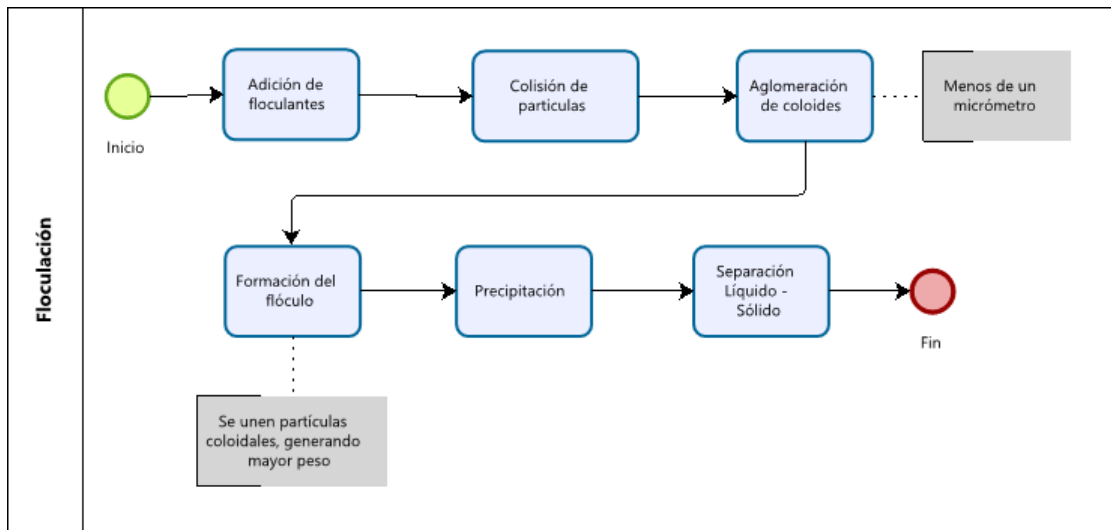 Floculación
Inicio
Adición de
floculantes
Colisión de
particulas
Aglomeración
de coloides
Menos de un
micrómetro
Formación del
flóculo
Se unen partículas
coloidales, generando
mayor peso
Precipitación
Separación
Líquido -
Sólido
Fin